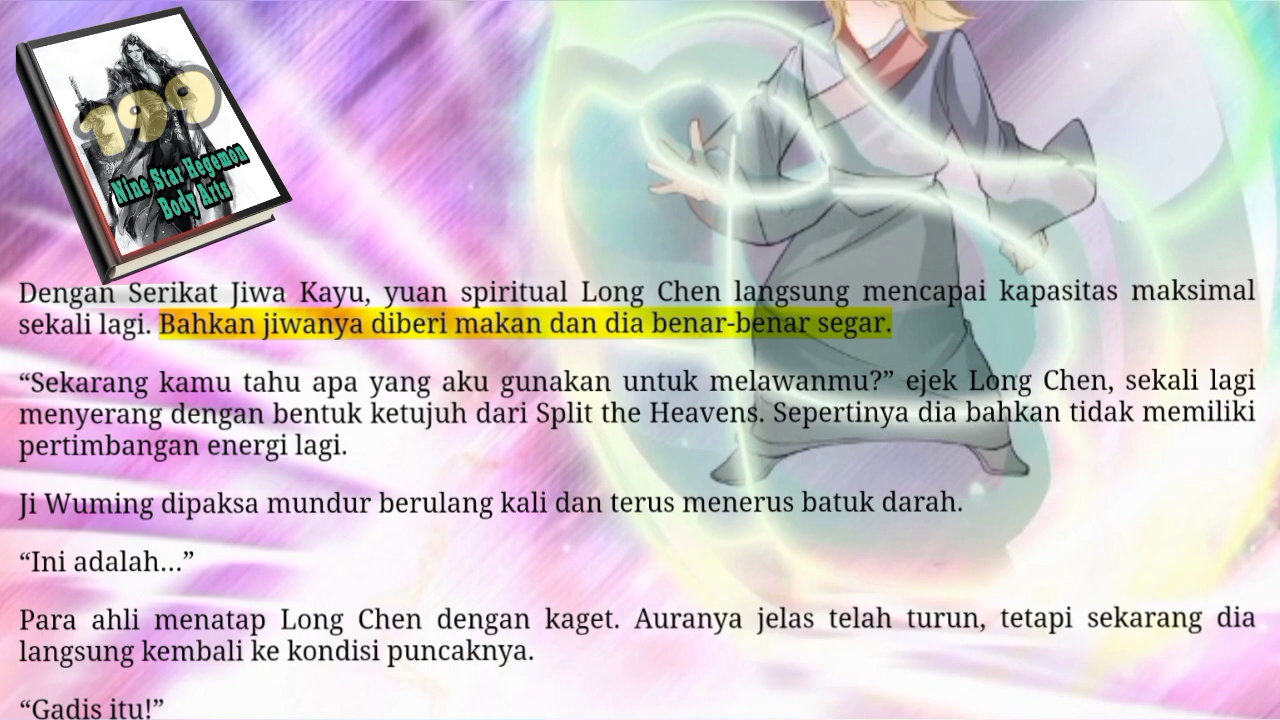 199
Nine Star Hegemon
Body Arts
Dengan Serikat Jiwa Kayu, yuan spiritual Long Chen langsung mencapai kapasitas maksimal
sekali lagi. Bahkan jiwanya diberi makan dan dia benar-benar segar.
“Sekarang kamu tahu apa yang aku gunakan untuk melawanmu?” ejek Long Chen, sekali lagi
menyerang dengan bentuk ketujuh dari Split the Heavens. Sepertinya dia bahkan tidak memiliki
pertimbangan energi lagi.
Ji Wuming dipaksa mundur berulang kali dan terus menerus batuk darah.
“Ini adalah...”
Para ahli menatap Long Chen dengan kaget. Auranya jelas telah turun, tetapi sekarang dia
langsung kembali ke kondisi puncaknya.
“Gadis itu!”